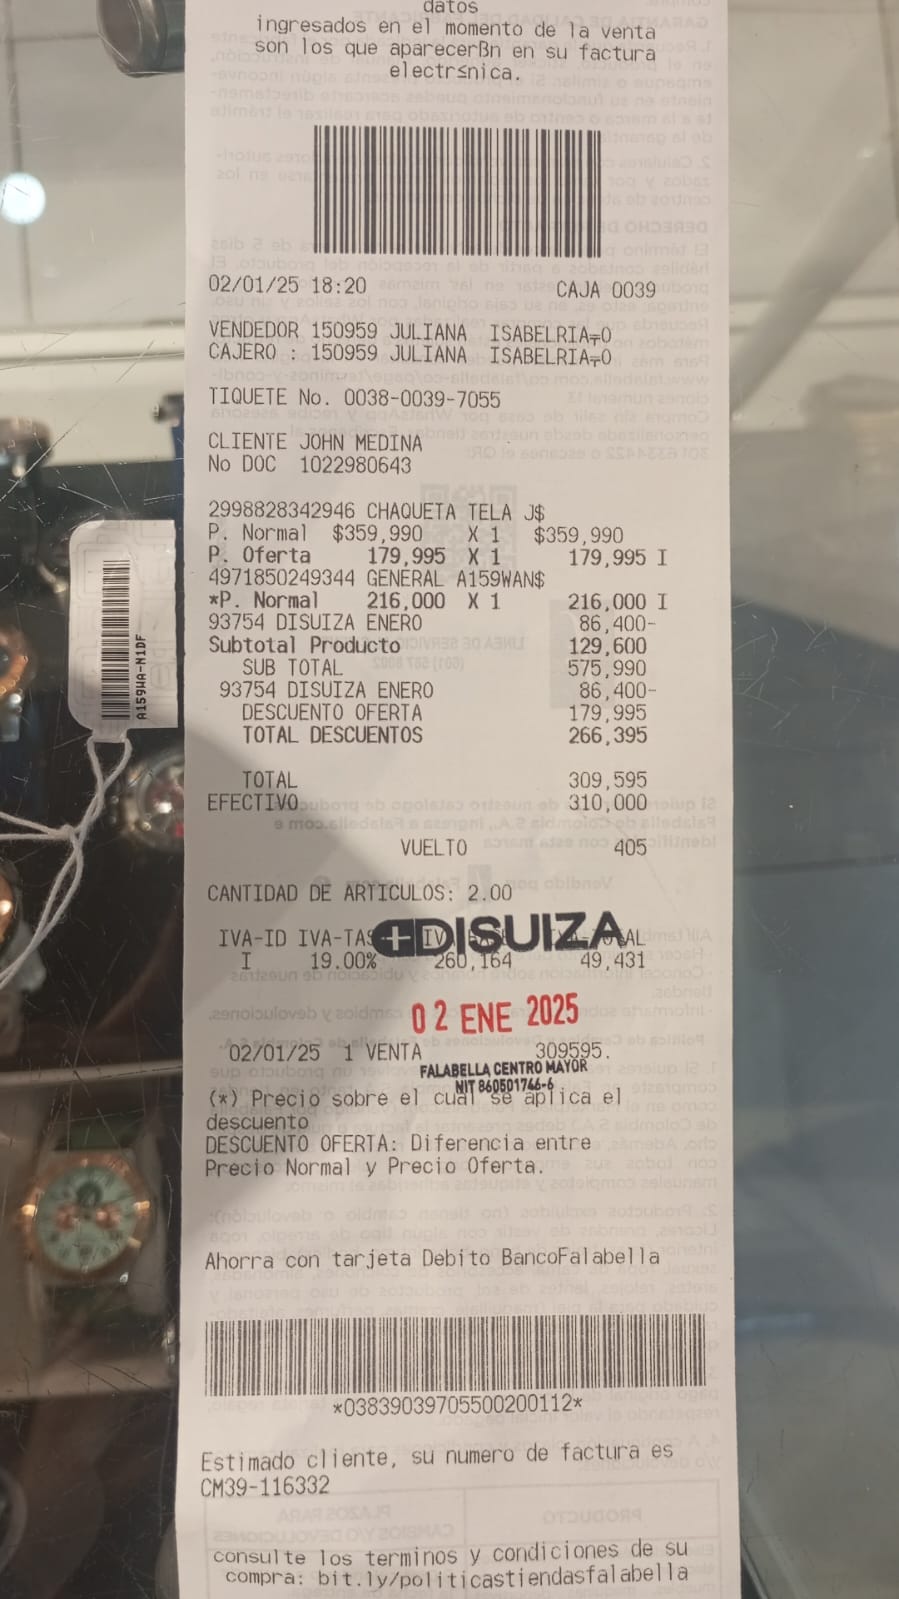 datos
ingresados en el momento de la venta
son los que aparecerßn en su factura
electr≤nica.
02/01/25 18:20 CAJA 0039
VENDEDOR 150959 JULIANA ISABELRIA╤O
CAJERO : 150959 JULIANA ISABELRIA╤O
TIQUETE No. 0038-0039-7055
CLIENTE JOHN MEDINA
No DOC 1022980643
2998828342946 CHAQUETA TELA J$
P. Normal $359,990 X 1 $359,990
P. Oferta 179,995 X 1 179,995 I
4971850249344 GENERAL A159WAN$
*P. Normal 216,000 X 1 216,000 I
93754 DISUIZA ENERO 86,400-
Subtotal Producto 129,600
SUB TOTAL 575,990
93754 DISUIZA ENERO 86,400-
DESCUENTO OFERTA 179,995
TOTAL DESCUENTOS 266,395
TOTAL 309,595
EFECTIVO 310,000
VUELTO 405
CANTIDAD DE ARTICULOS: 2.00
IVA-ID
DISUIZA
I 19.00% 260,164 49,431
02 ENE 2025
02/01/25 1 VENTA 309595.
FALABELLA CENTRO MAYOR
NIT 860501746-6
(*) Precio sobre el cual se aplica el
descuento
DESCUENTO OFERTA: Diferencia entre
Precio Normal y Precio Oferta.
Ahorra con tarjeta Debito BancoFalabella
*03839039705500200112*
Estimado cliente, su numero de factura es
CM39-116332
consulte los terminos y condiciones de su
compra: bit.ly/politicastiendasfalabella
A159WA-N1DF